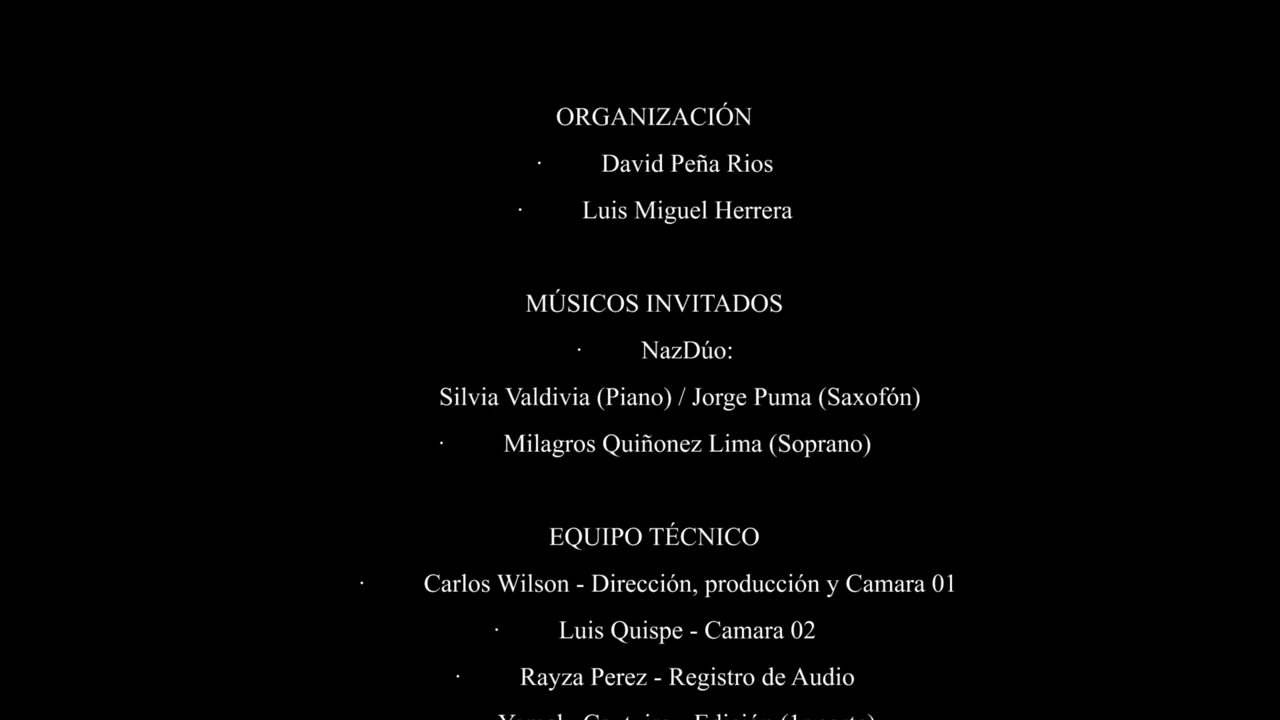 ORGANIZACIÓN
· David Peña Rios
· Luis Miguel Herrera
MÚSICOS INVITADOS
· NazDúo:
Silvia Valdivia (Piano) / Jorge Puma (Saxofón)
· Milagros Quiñonez Lima (Soprano)
EQUIPO TÉCNICO
· Carlos Wilson - Dirección, producción y Camara 01
· Luis Quispe - Camara 02
· Rayza Perez - Registro de Audio